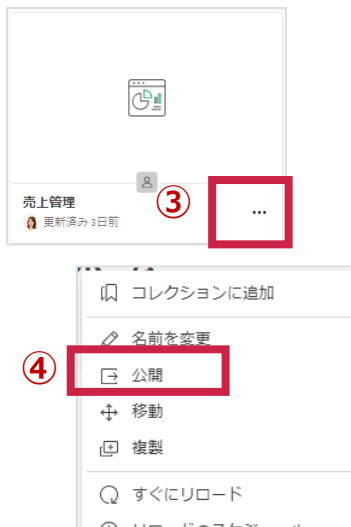 売上管理
更新済み 3日前
③
…
コレクションに追加
名前を変更
④
公開
移動
複製
すぐにリロード